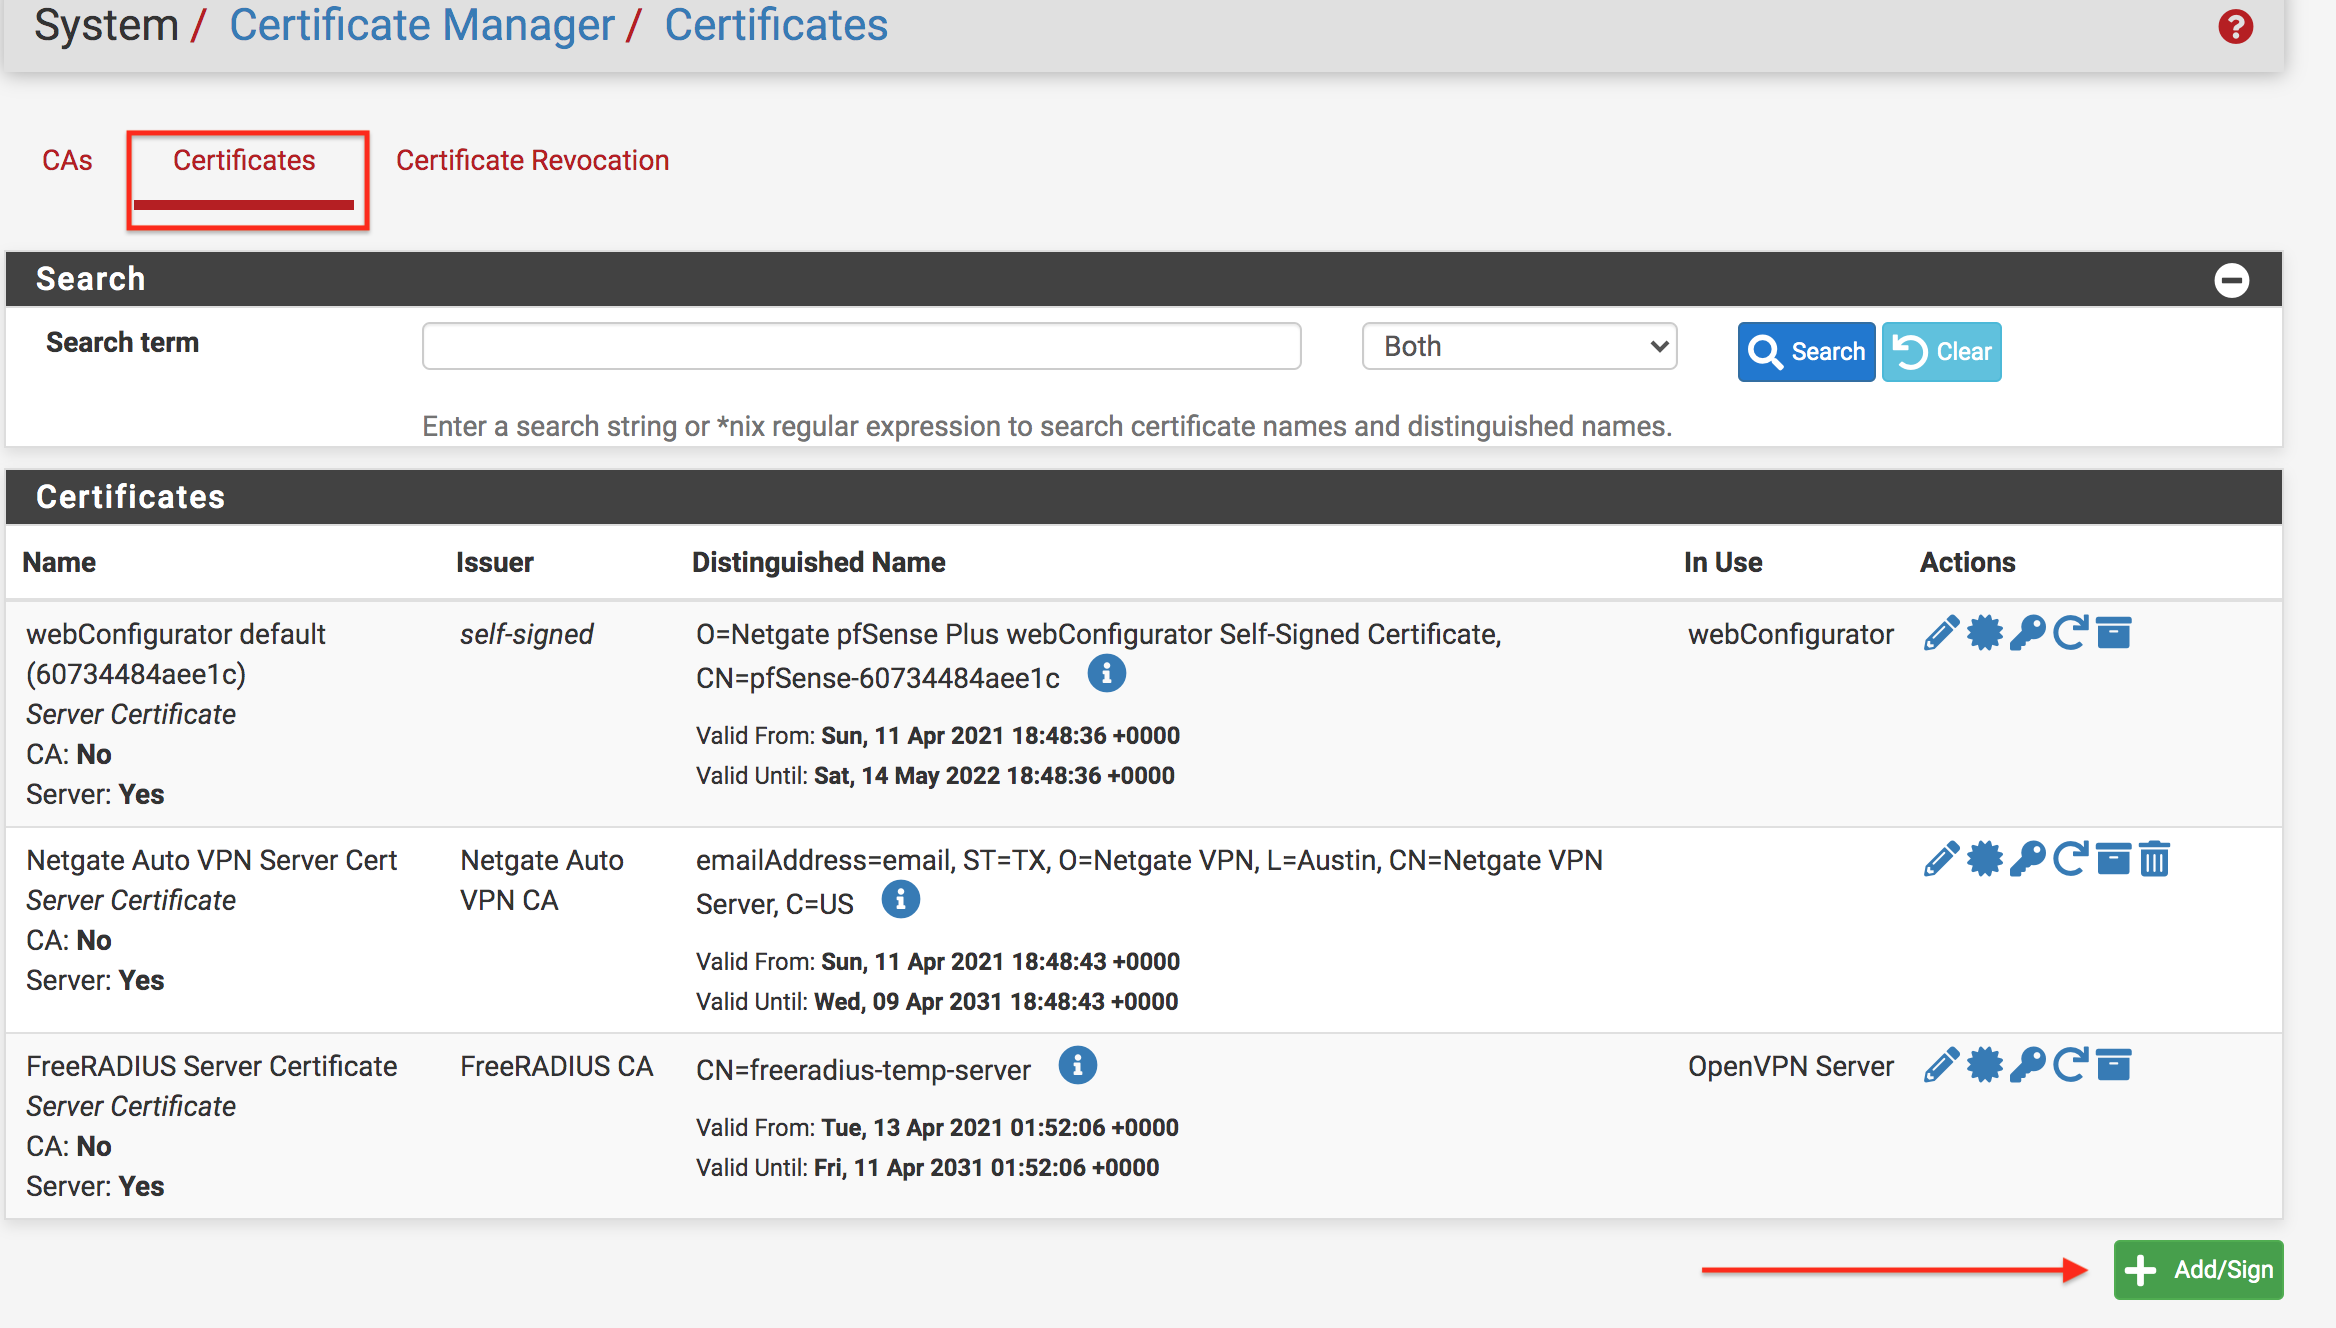 System / Certificate Manager / Certificates
CAs
Certificates
Certificate Revocation
Search
Search term
Both
Search
Clear
Enter a search string or *nix regular expression to search certificate names and distinguished names.
Certificates
Name Issuer Distinguished Name In Use Actions
webConfigurator default
(60734484aee1c)
Server Certificate
CA: No
Server: Yes
self-signed
O=Netgate pfSense Plus webConfigurator Self-Signed Certificate,
CN=pfSense-60734484aee1c
Valid From: Sun, 11 Apr 2021 18:48:36 +0000
Valid Until: Sat, 14 May 2022 18:48:36 +0000
webConfigurator
Netgate Auto VPN Server Cert
Server Certificate
CA: No
Server: Yes
Netgate Auto
VPN CA
emailAddress=email, ST=TX, O=Netgate VPN, L=Austin, CN=Netgate VPN
Server, C=US
Valid From: Sun, 11 Apr 2021 18:48:43 +0000
Valid Until: Wed, 09 Apr 2031 18:48:43 +0000
FreeRADIUS Server Certificate
Server Certificate
CA: No
Server: Yes
FreeRADIUS CA
CN=freeradius-temp-server
Valid From: Tue, 13 Apr 2021 01:52:06 +0000
Valid Until: Fri, 11 Apr 2031 01:52:06 +0000
OpenVPN Server
Add/Sign